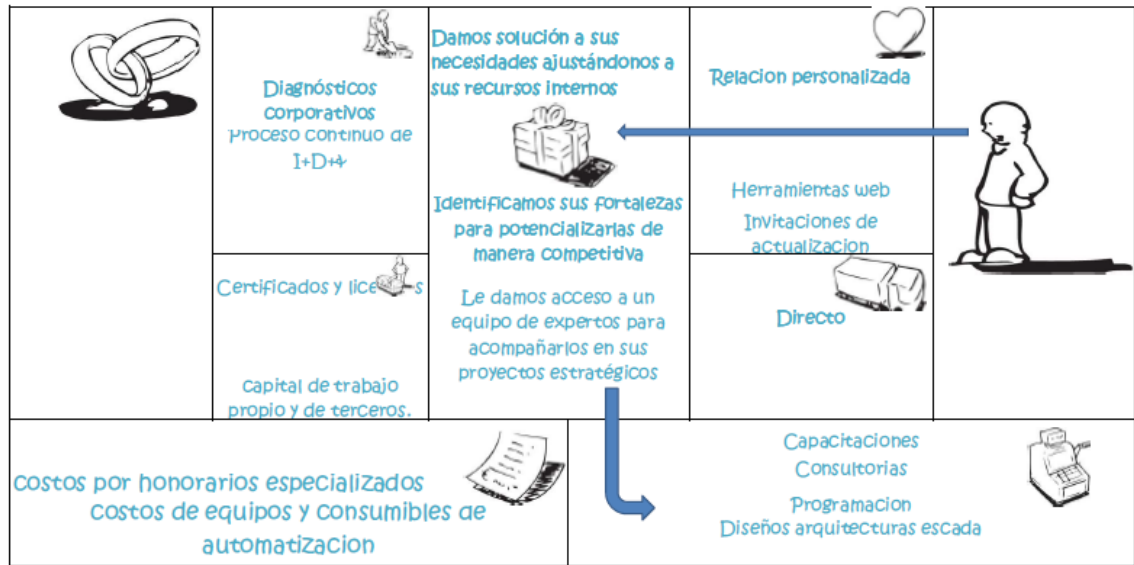 Diagnósticos
corporativos
Proceso continuo de
I+D+i
Certificados y
capital de trabajo
propio y de terceros.
Damos solución a sus
necesidades ajustándonos a
sus recursos internos
Identificamos sus fortalezas
para potencializarlas de
manera competitiva
Le damos acceso a un
equipo de expertos para
acompañarlos en sus
proyectos estratégicos
Relacion personalizada
Herramientas web
Invitaciones de
actualizacion
Directo
costos por honorarios especializados
costos de equipos y consumibles de
automatizacion
Capacitaciones
Consultorias
Programacion
Diseños arquitecturas escada